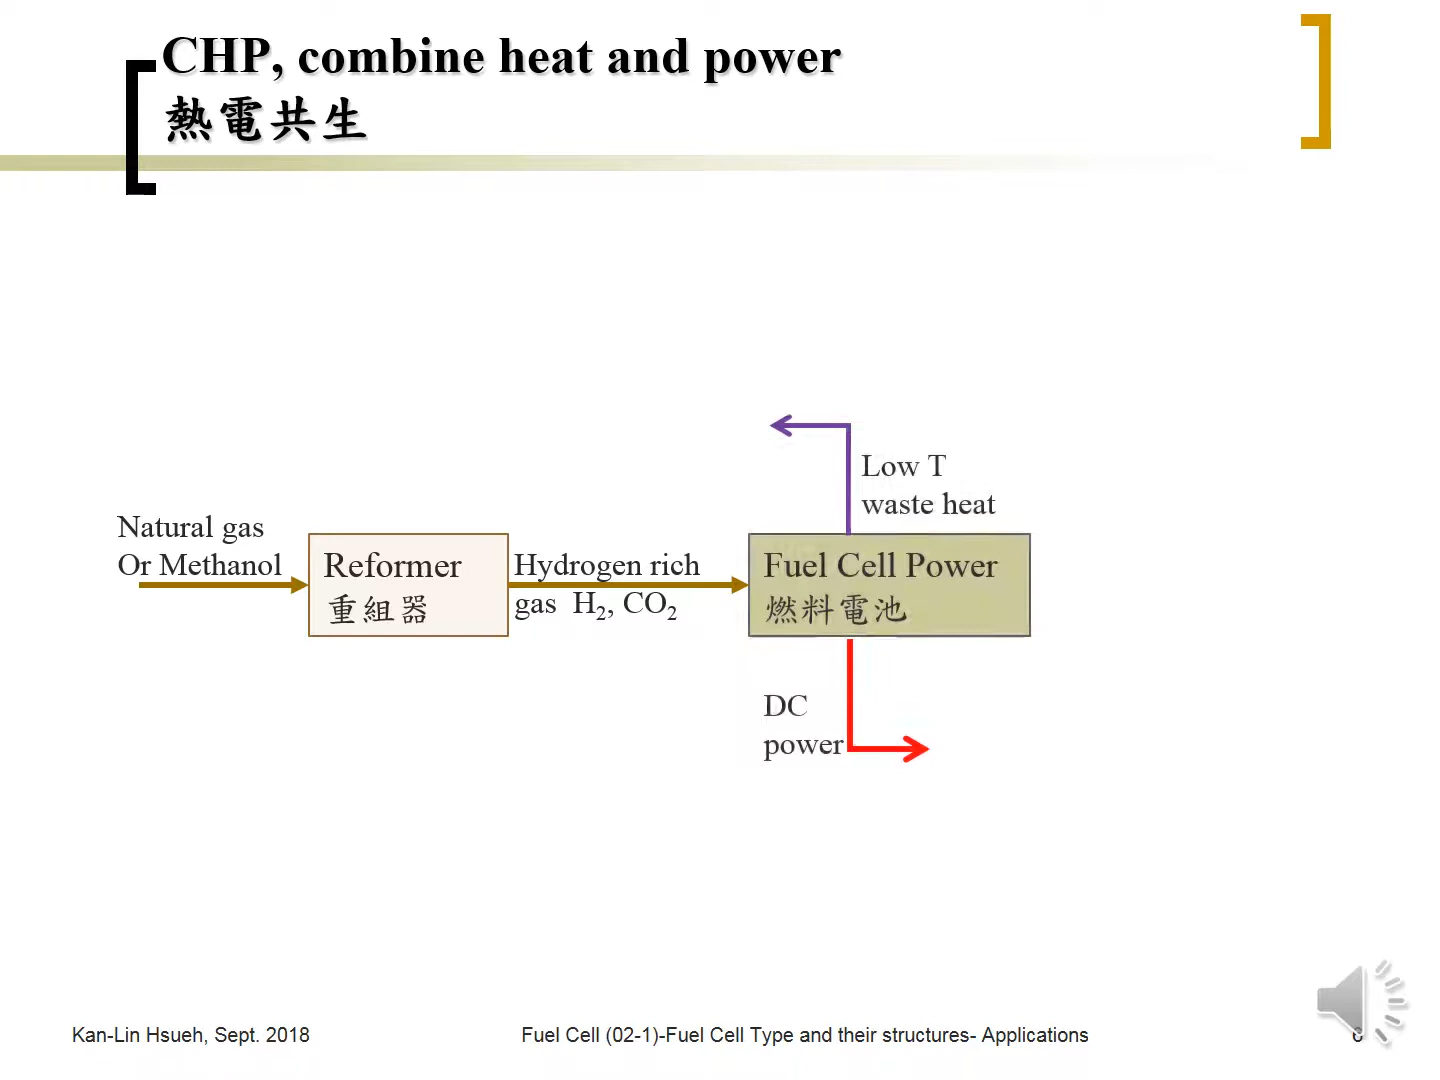 CHP, combine heat and power
熱電共生
Low T
waste heat
Natural gas
Or Methanol
Reformer
重組器
Hydrogen rich
gas H₂, CO₂
Fuel Cell Power
燃料電池
DC
power
Kan-Lin Hsueh, Sept. 2018
Fuel Cell (02-1)-Fuel Cell Type and their structures- Applications
6